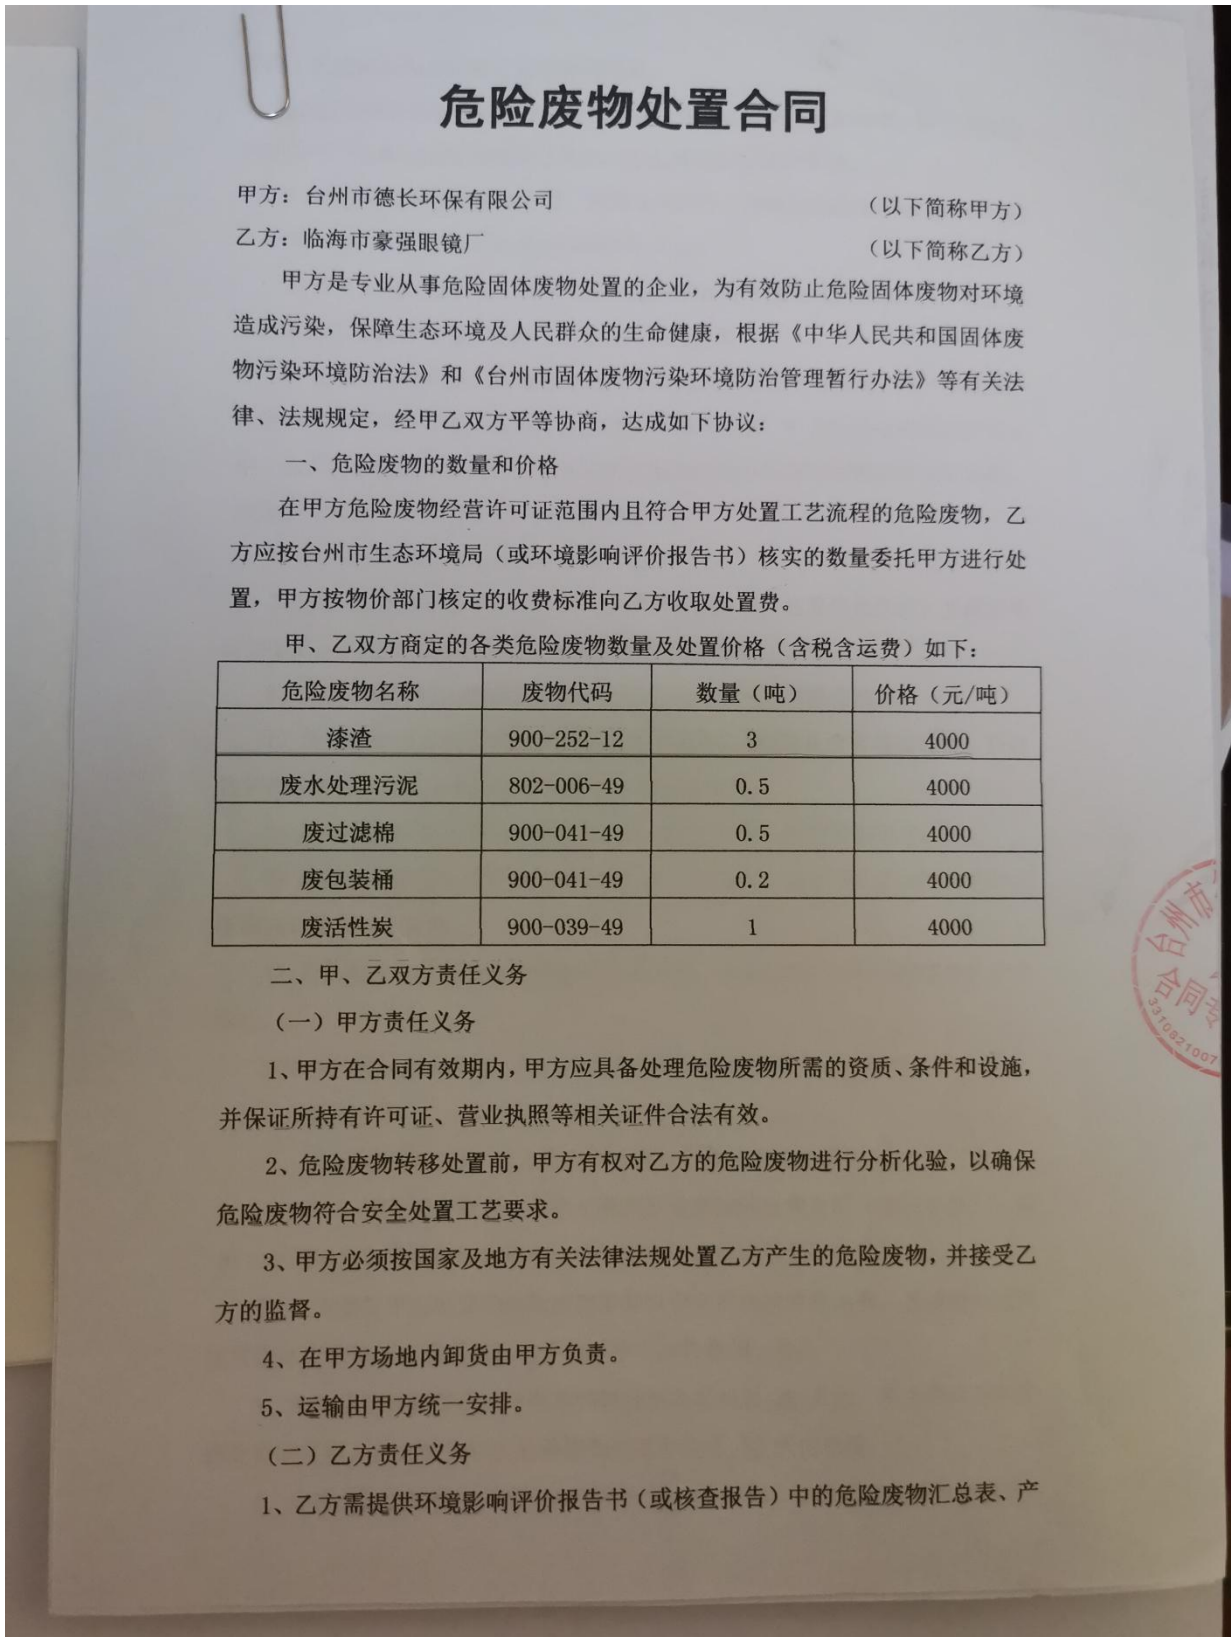 危险废物处置合同
甲方：台州市德长环保有限公司 （以下简称甲方）
乙方：临海市豪强眼镜厂 （以下简称乙方）
甲方是专业从事危险固体废物处置的企业，为有效防止危险固体废物对环境
造成污染，保障生态环境及人民群众的生命健康，根据《中华人民共和国固体废
物污染环境防治法》和《台州市固体废物污染环境防治管理暂行办法》等有关法
律、法规规定，经甲乙双方平等协商，达成如下协议：
一、危险废物的数量和价格
在甲方危险废物经营许可证范围内且符合甲方处置工艺流程的危险废物，乙
方应按台州市生态环境局（或环境影响评价报告书）核实的数量委托甲方进行处
置，甲方按物价部门核定的收费标准向乙方收取处置费。
甲、乙双方商定的各类危险废物数量及处置价格（含税含运费）如下：
危险废物名称 废物代码 数量（吨） 价格（元/吨）
漆渣 900-252-12 3 4000
废水处理污泥 802-006-49 0.5 4000
废过滤棉 900-041-49 0.5 4000
废包装桶 900-041-49 0.2 4000
废活性炭 900-039-49 1 4000
二、甲、乙双方责任义务
（一）甲方责任义务
1、甲方在合同有效期内，甲方应具备处理危险废物所需的资质、条件和设施，
并保证所持有许可证、营业执照等相关证件合法有效。
2、危险废物转移处置前，甲方有权对乙方的危险废物进行分析化验，以确保
危险废物符合安全处置工艺要求。
3、甲方必须按国家及地方有关法律法规处置乙方产生的危险废物，并接受乙
方的监督。
4、在甲方场地内卸货由甲方负责。
5、运输由甲方统一安排。
（二）乙方责任义务
1、乙方需提供环境影响评价报告书（或核查报告）中的危险废物汇总表、产
台州市
合同专
3310821007